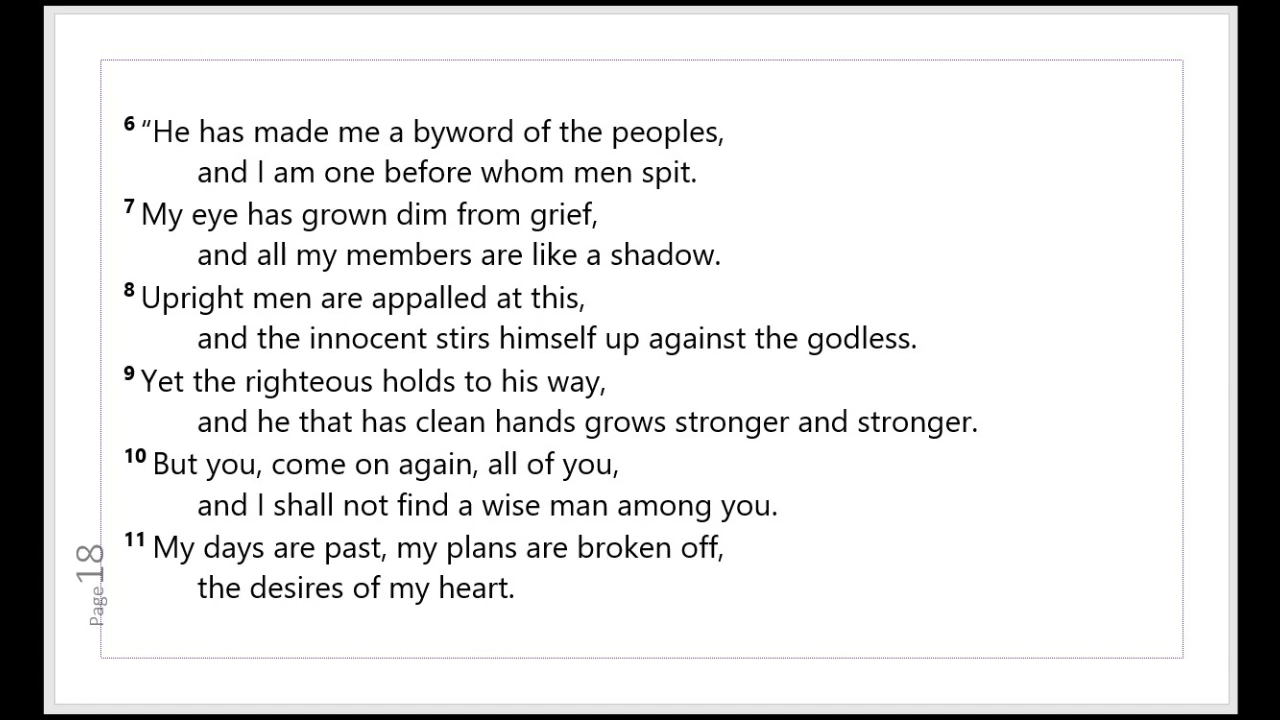 6 “He has made me a byword of the peoples,
and I am one before whom men spit.
7 My eye has grown dim from grief,
and all my members are like a shadow.
8 Upright men are appalled at this,
and the innocent stirs himself up against the godless.
9 Yet the righteous holds to his way,
and he that has clean hands grows stronger and stronger.
10 But you, come on again, all of you,
and I shall not find a wise man among you.
11 My days are past, my plans are broken off,
the desires of my heart.
Page 18